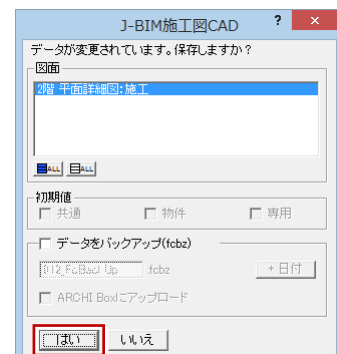 J-BIM施工図CAD ? ×
データが変更されています。保存しますか？
図面
2階 平面詳細図:施工
ALL ALL
初期値
共通 物件 専用
データをバックアップ(fcbz)
.fcbz +日付
ARCHI Boxにアップロード
はい いいえ